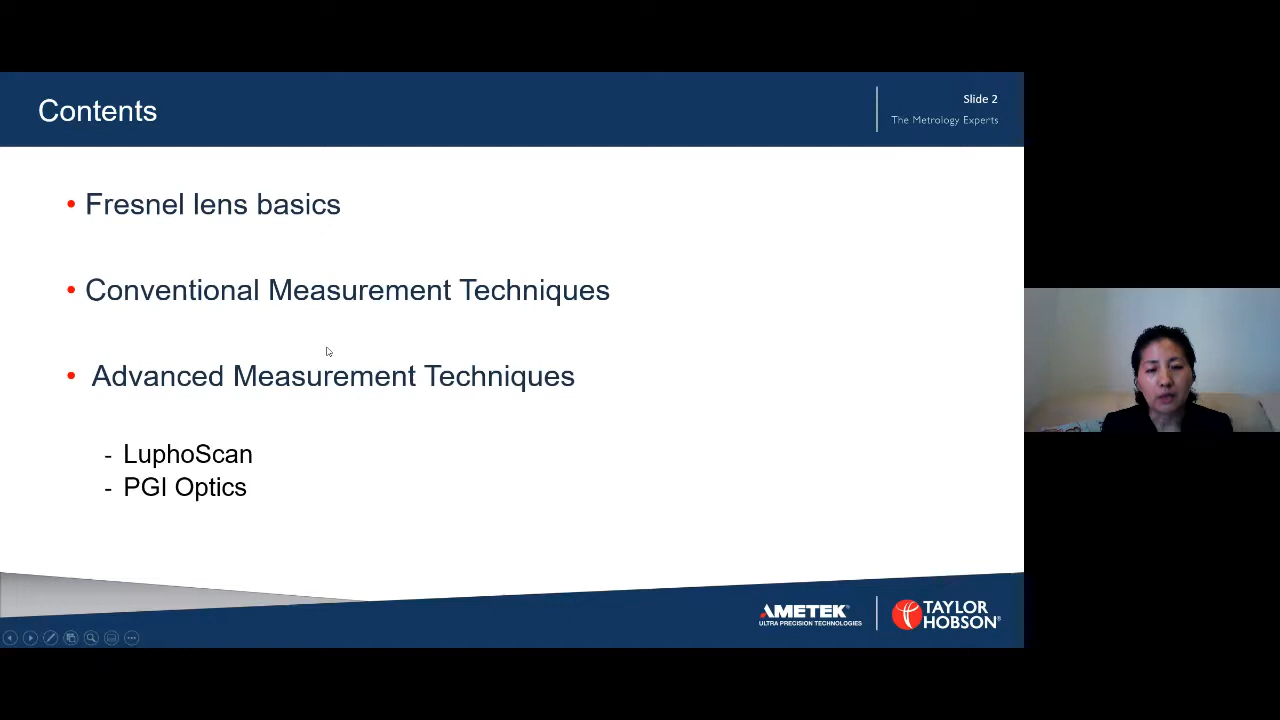 Contents
Slide 2
The Metrology Experts
• Fresnel lens basics
• Conventional Measurement Techniques
• Advanced Measurement Techniques
- LuphoScan
- PGI Optics
AMETEK®
ULTRA PRECISION TECHNOLOGIES
TAYLOR
HOBSON®